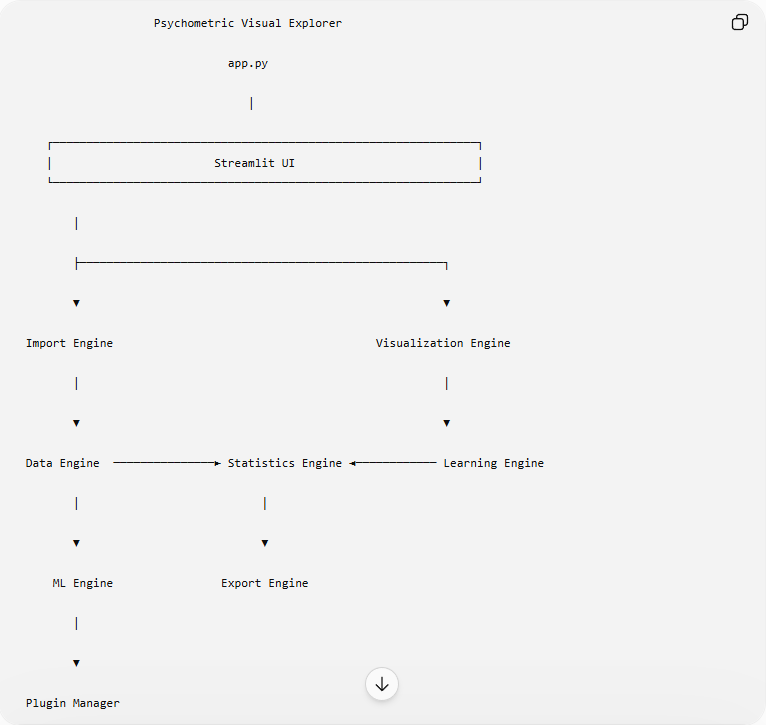 Psychometric Visual Explorer
app.py
Streamlit UI
Import Engine Visualization Engine
Data Engine Statistics Engine Learning Engine
ML Engine Export Engine
Plugin Manager